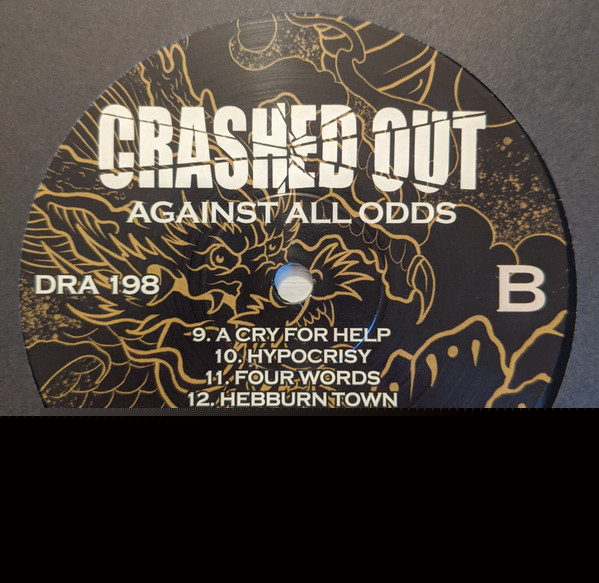 CRASHED OUT
AGAINST ALL ODDS
DRA 198
B
9. A CRY FOR HELP
10. HYPOCRISY
11. FOUR WORDS
12. HEBBURN TOWN